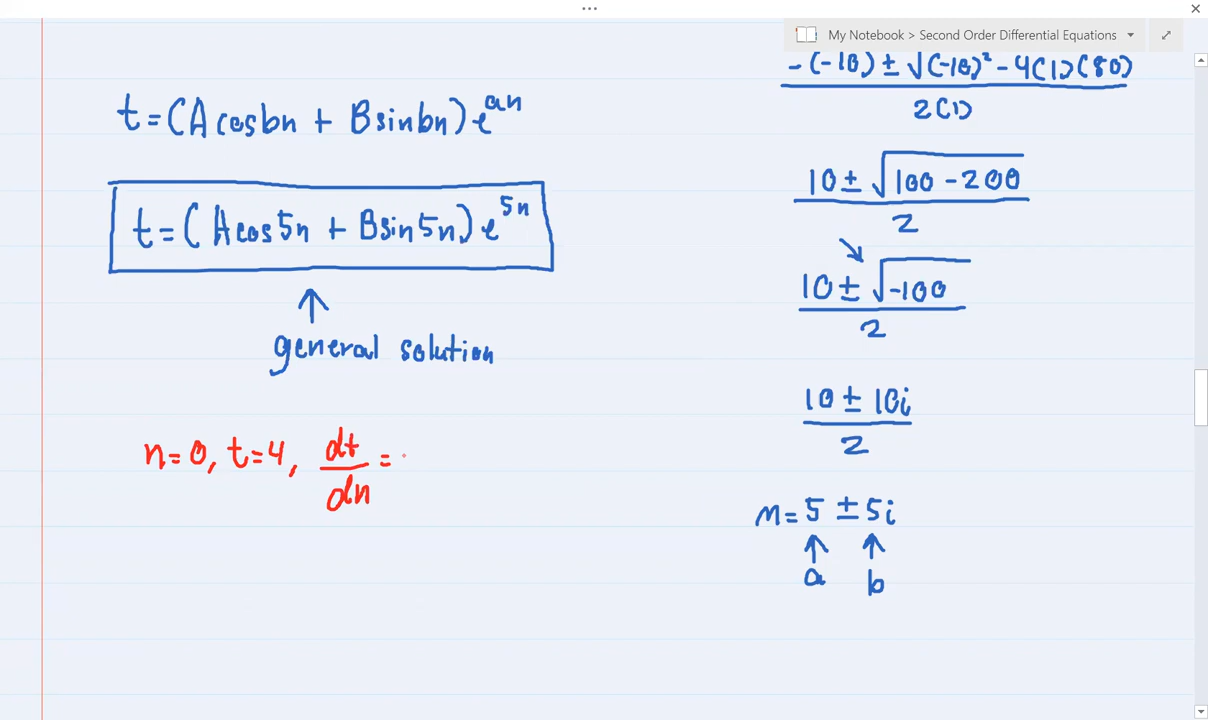 My Notebook > Second Order Differential Equations
t = (A cos bn + B sin bn) e^{an}
t = (A cos 5n + B sin 5n) e^{5n}
general solution
n = 0, t = 4, dt/dn =
-(-10) ± √(-10)² - 4(1)(50)
2(1)
10 ± √100 - 200
2
10 ± √-100
2
10 ± 10i
2
m = 5 ± 5i
a b